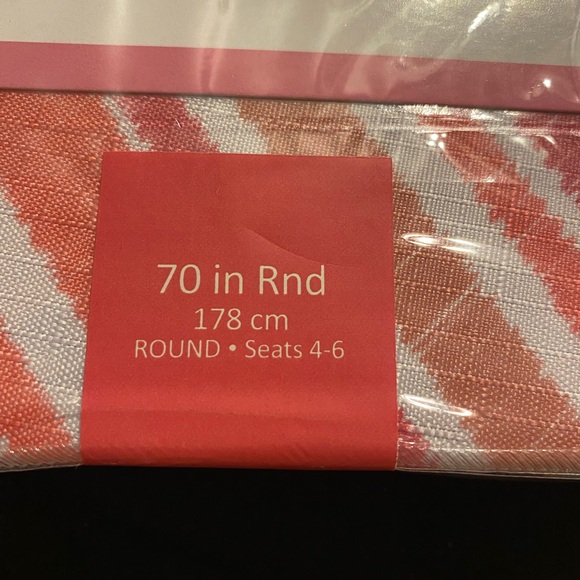 70 in Rnd
178 cm
ROUND • Seats 4-6